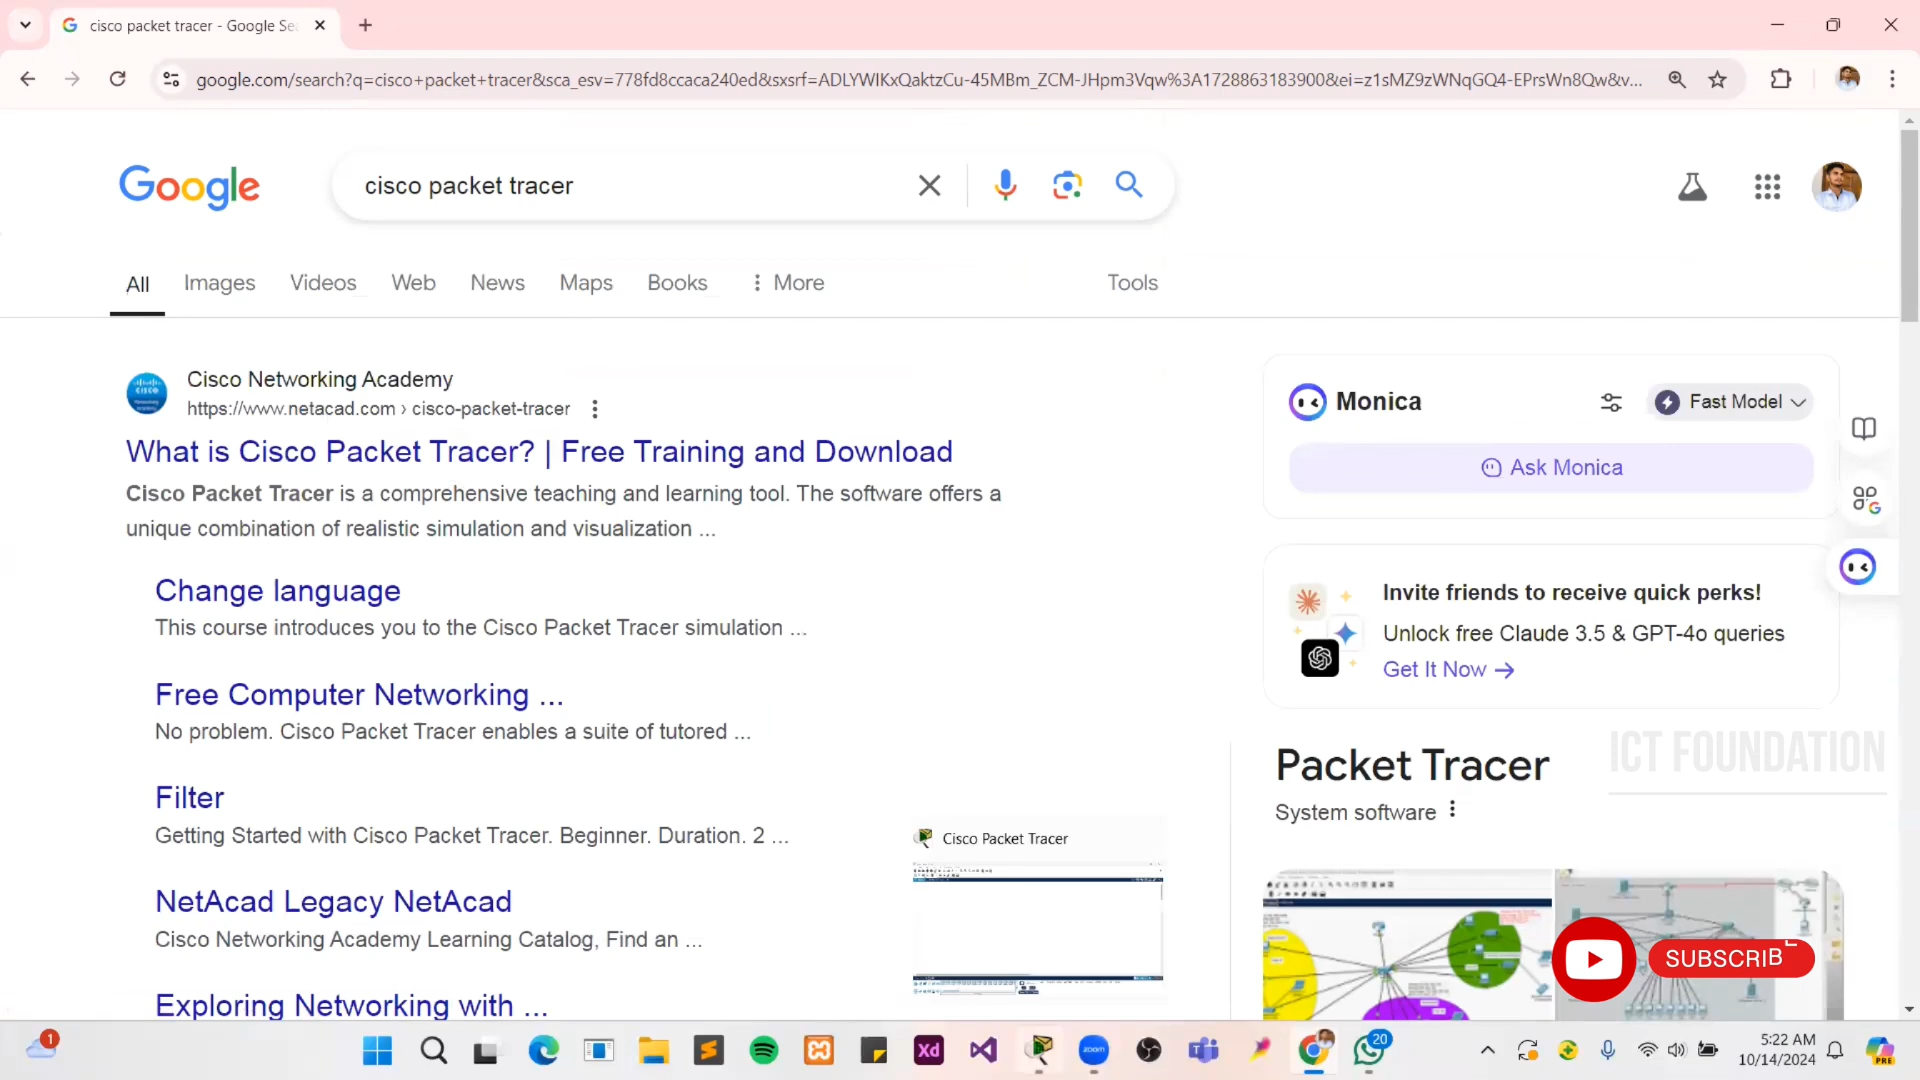 cisco packet tracer - Google Sea
google.com/search?q=cisco+packet+tracer&sca_esv=778fd8ccaca240ed&sxsrf=ADLYWIKxQaktzCu-45MBm_ZCM-JHpm3Vqw%3A1728863183900&ei=z1sMZ9zWNqGQ4-EPrsWn8Qw&v...
Google
cisco packet tracer
All Images Videos Web News Maps Books More Tools
Cisco Networking Academy
https://www.netacad.com › cisco-packet-tracer
What is Cisco Packet Tracer? | Free Training and Download
Cisco Packet Tracer is a comprehensive teaching and learning tool. The software offers a
unique combination of realistic simulation and visualization ...
Change language
This course introduces you to the Cisco Packet Tracer simulation ...
Free Computer Networking ...
No problem. Cisco Packet Tracer enables a suite of tutored ...
Filter
Getting Started with Cisco Packet Tracer. Beginner. Duration. 2 ...
NetAcad Legacy NetAcad
Cisco Networking Academy Learning Catalog, Find an ...
Exploring Networking with ...
Cisco Packet Tracer
Monica
Fast Model
Ask Monica
Invite friends to receive quick perks!
Unlock free Claude 3.5 & GPT-4o queries
Get It Now →
Packet Tracer
System software
ICT FOUNDATION
SUBSCRIB
1
Xd
zoom
20
5:22 AM
10/14/2024
PRE